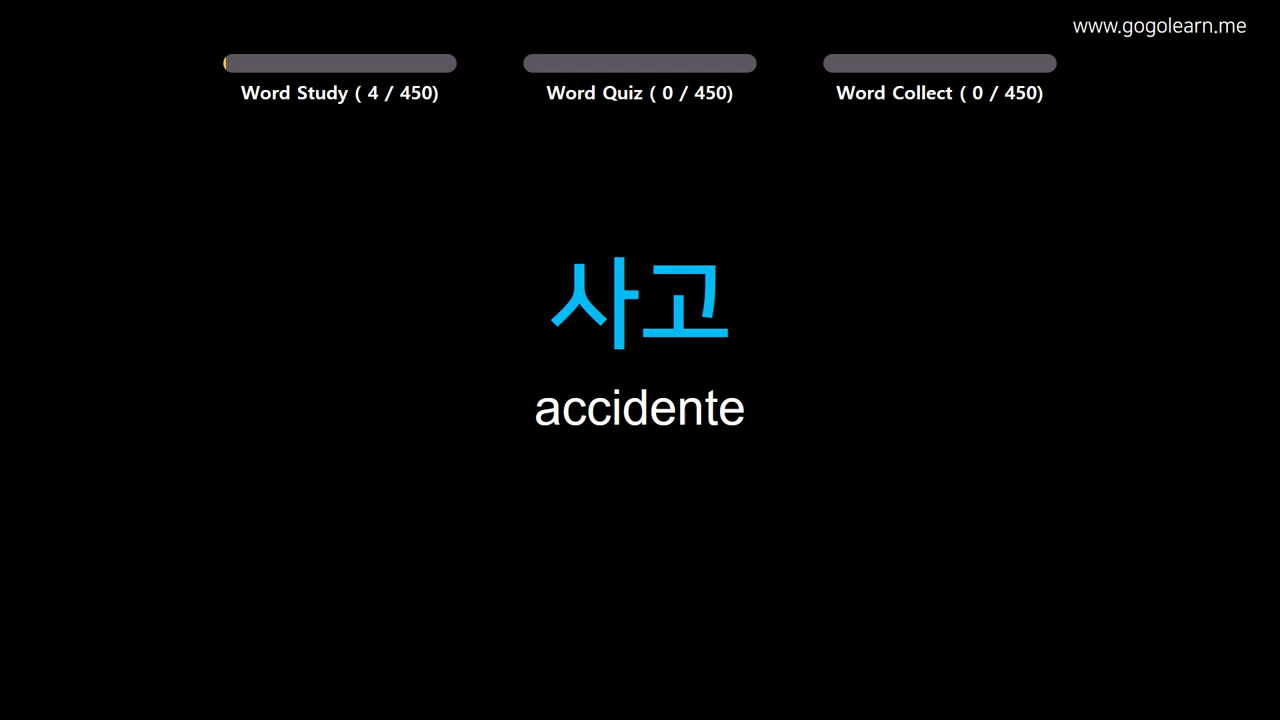 www.gogolearn.me
Word Study ( 4 / 450)
Word Quiz ( 0 / 450)
Word Collect ( 0 / 450)
사고
accidente